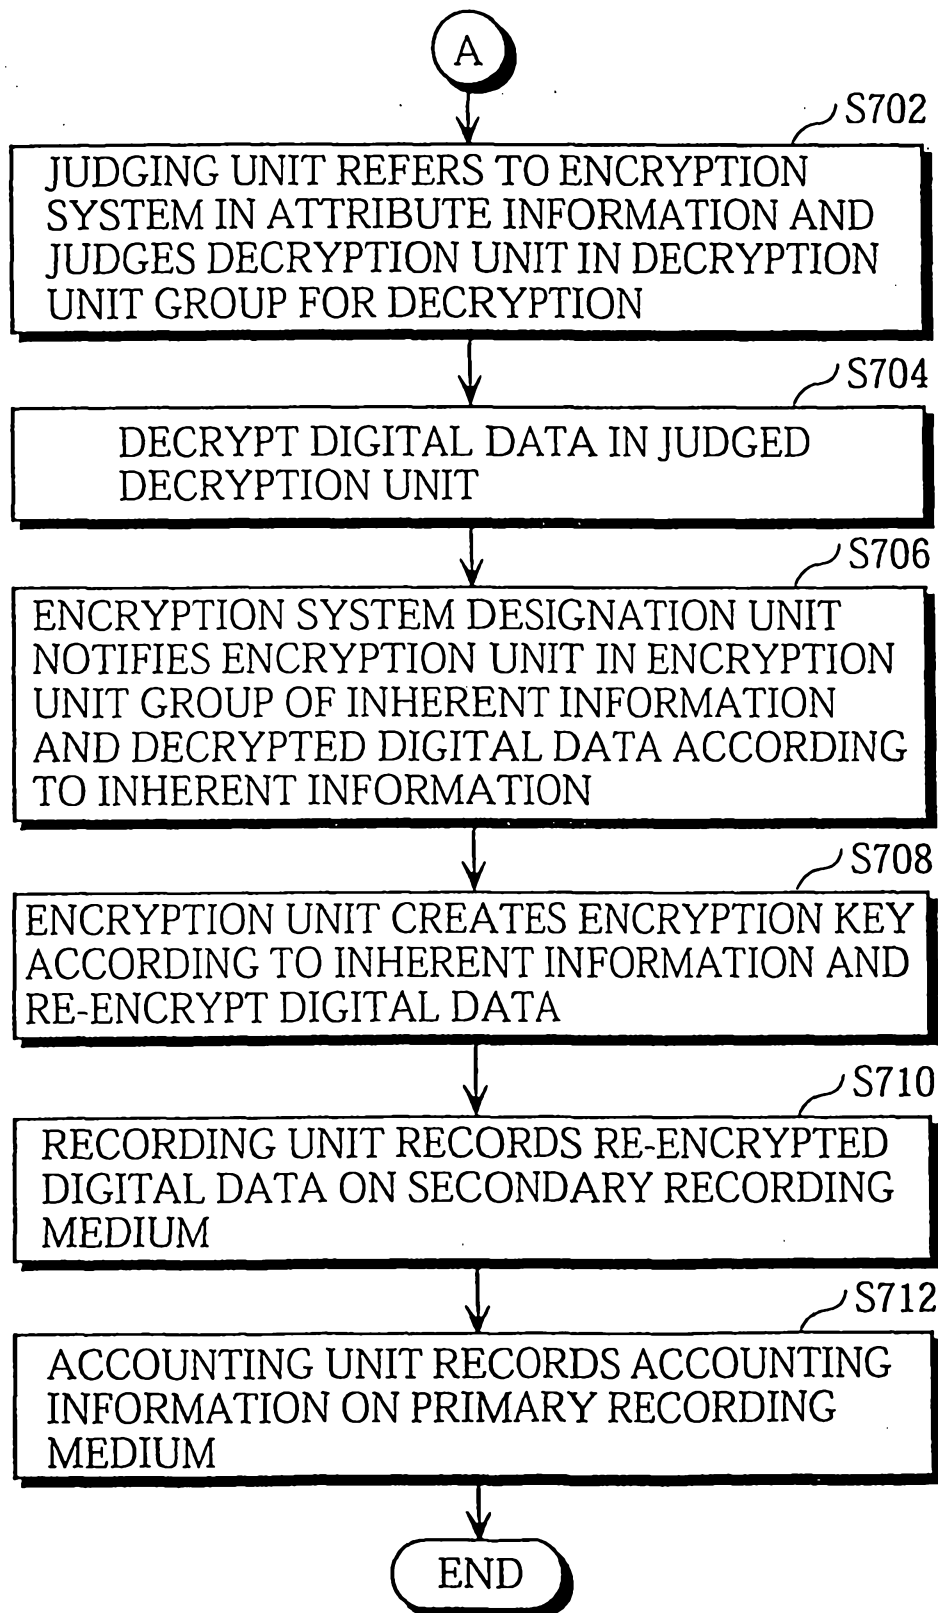 A
S702
JUDGING UNIT REFERS TO ENCRYPTION
SYSTEM IN ATTRIBUTE INFORMATION AND
JUDGES DECRYPTION UNIT IN DECRYPTION
UNIT GROUP FOR DECRYPTION
S704
DECRYPT DIGITAL DATA IN JUDGED
DECRYPTION UNIT
S706
ENCRYPTION SYSTEM DESIGNATION UNIT
NOTIFIES ENCRYPTION UNIT IN ENCRYPTION
UNIT GROUP OF INHERENT INFORMATION
AND DECRYPTED DIGITAL DATA ACCORDING
TO INHERENT INFORMATION
S708
ENCRYPTION UNIT CREATES ENCRYPTION KEY
ACCORDING TO INHERENT INFORMATION AND
RE-ENCRYPT DIGITAL DATA
S710
RECORDING UNIT RECORDS RE-ENCRYPTED
DIGITAL DATA ON SECONDARY RECORDING
MEDIUM
S712
ACCOUNTING UNIT RECORDS ACCOUNTING
INFORMATION ON PRIMARY RECORDING
MEDIUM
END